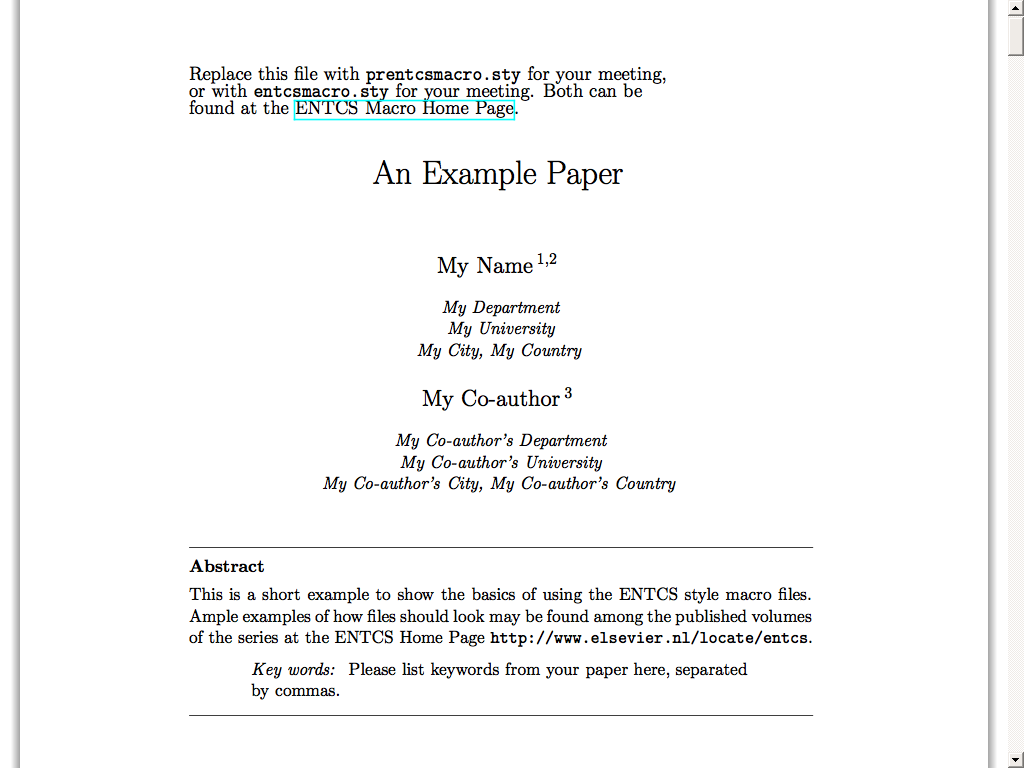 Replace this file with prentcsmacro.sty for your meeting,
or with entcsmacro.sty for your meeting. Both can be
found at the ENTCS Macro Home Page.
An Example Paper
My Name 1,2
My Department
My University
My City, My Country
My Co-author 3
My Co-author's Department
My Co-author's University
My Co-author's City, My Co-author's Country
Abstract
This is a short example to show the basics of using the ENTCS style macro files.
Ample examples of how files should look may be found among the published volumes
of the series at the ENTCS Home Page http://www.elsevier.nl/locate/entcs.
Key words: Please list keywords from your paper here, separated
by commas.